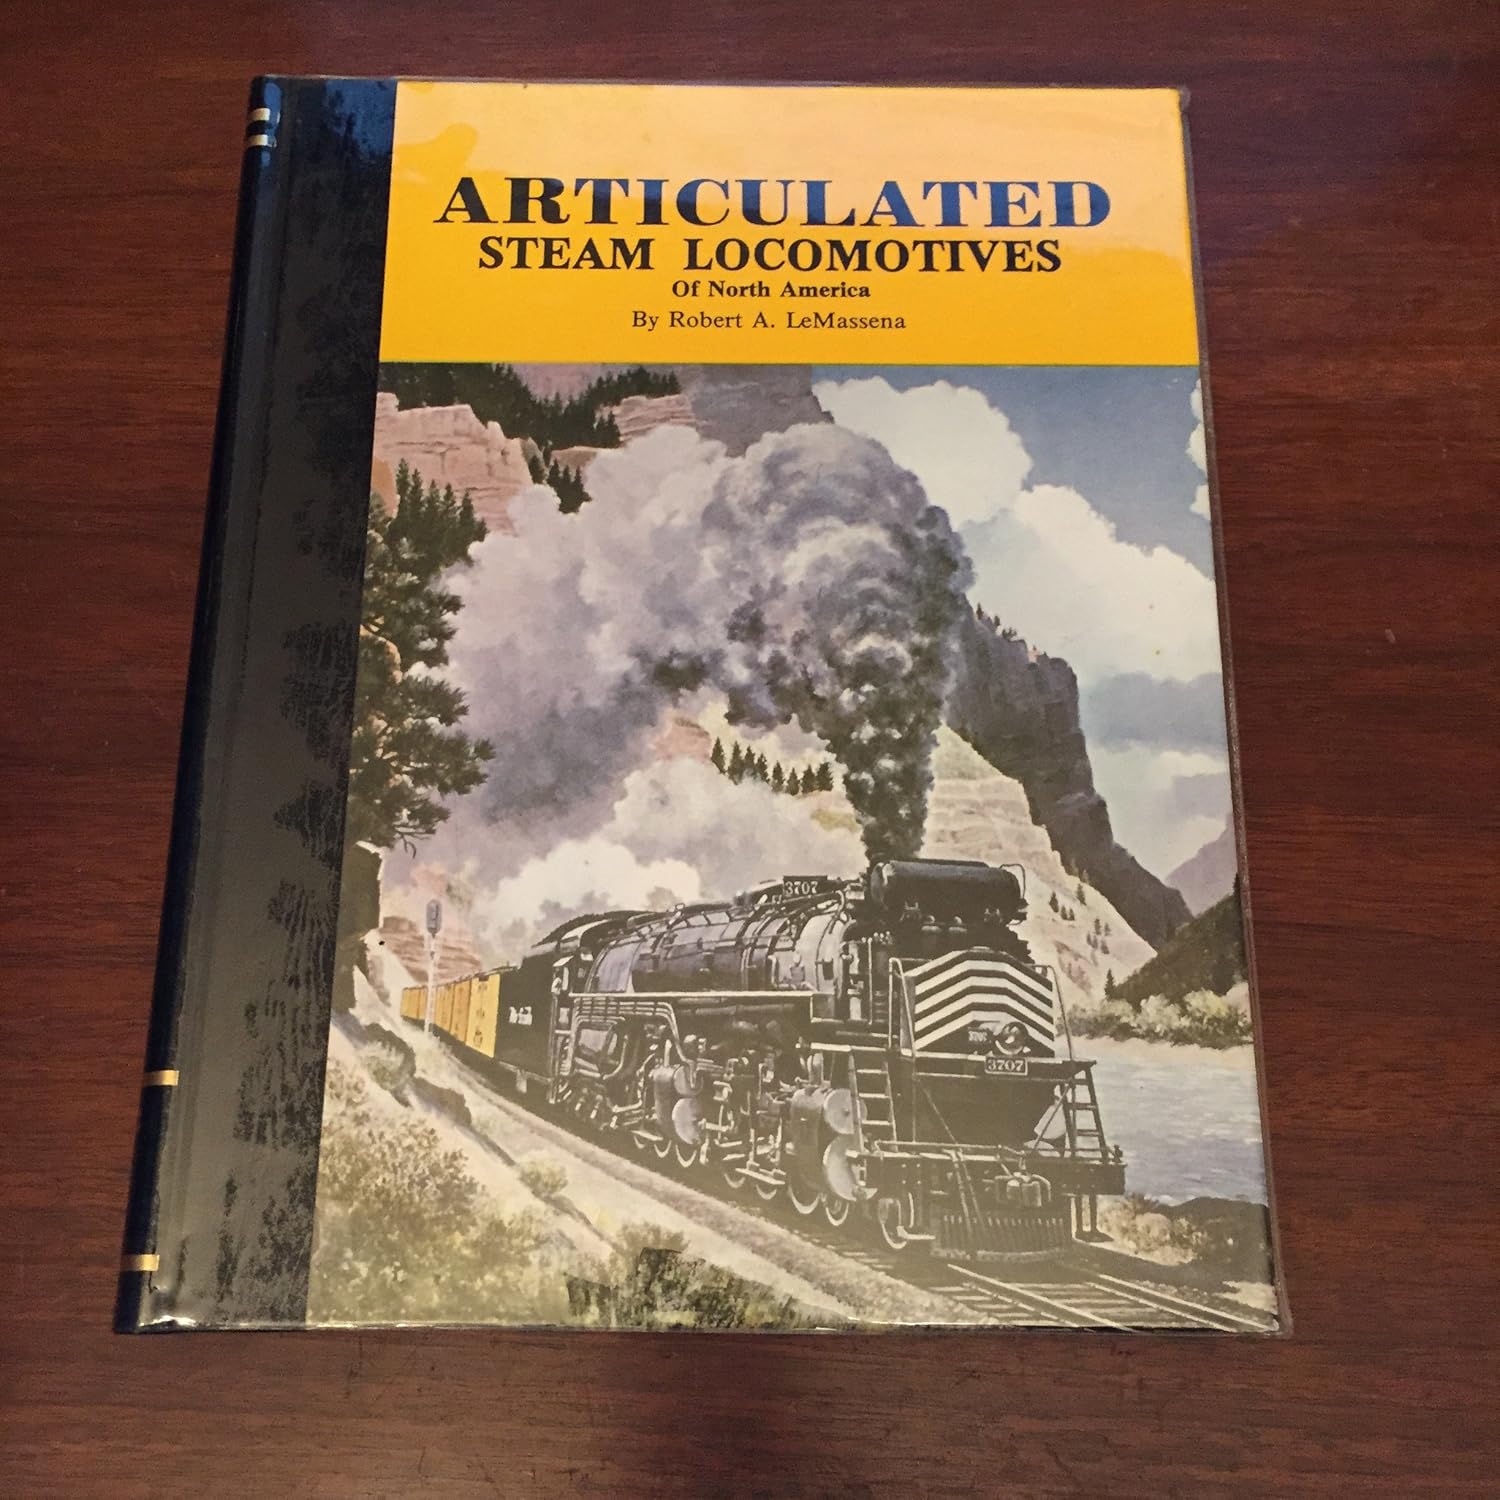 ARTICULATED
STEAM LOCOMOTIVES
Of North America
By Robert A. LeMassena
3707
3707